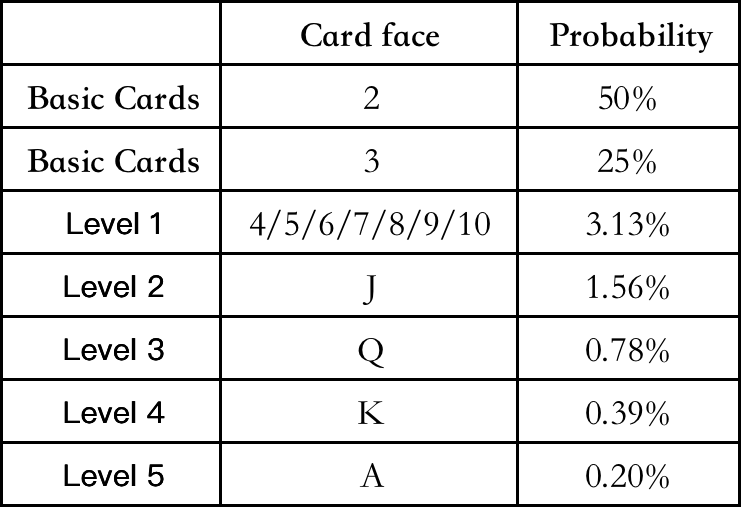 Card face Probability
Basic Cards 2 50%
Basic Cards 3 25%
Level 1 4/5/6/7/8/9/10 3.13%
Level 2 J 1.56%
Level 3 Q 0.78%
Level 4 K 0.39%
Level 5 A 0.20%